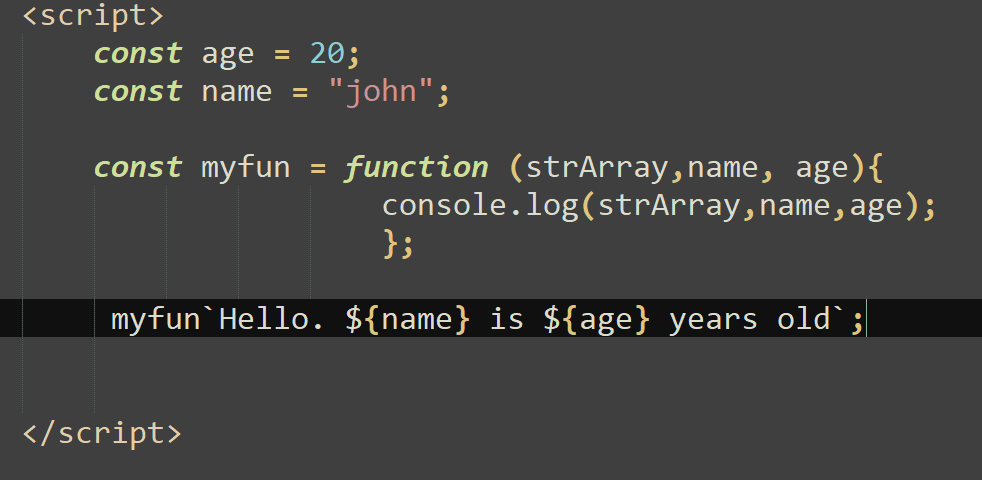 <script>
const age = 20;
const name = "john";
const myfun = function (strArray,name, age){
console.log(strArray,name,age);
};
myfun`Hello. ${name} is ${age} years old`;
</script>